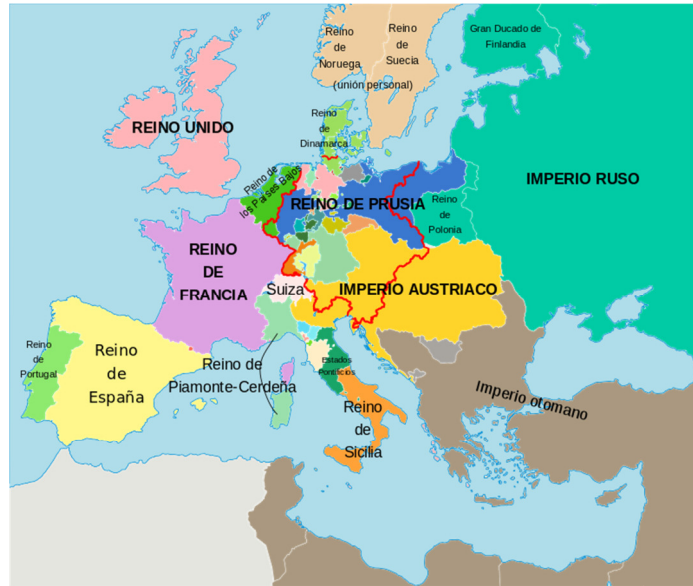 Reino
de
Noruega
Reino
de
Suecia
(unión personal)
Gran Ducado de
Finlandia
REINO UNIDO
Reino
de
Dinamarca
Reino de
los Países Bajos
REINO DE PRUSIA
IMPERIO RUSO
Reino
de
Polonia
REINO
DE
FRANCIA
Suiza
IMPERIO AUSTRIACO
Reino
de
Portugal
Reino
de
España
Reino de
Piamonte-Cerdeña
Estados
Pontificios
Imperio otomano
Reino
de
Sicilia